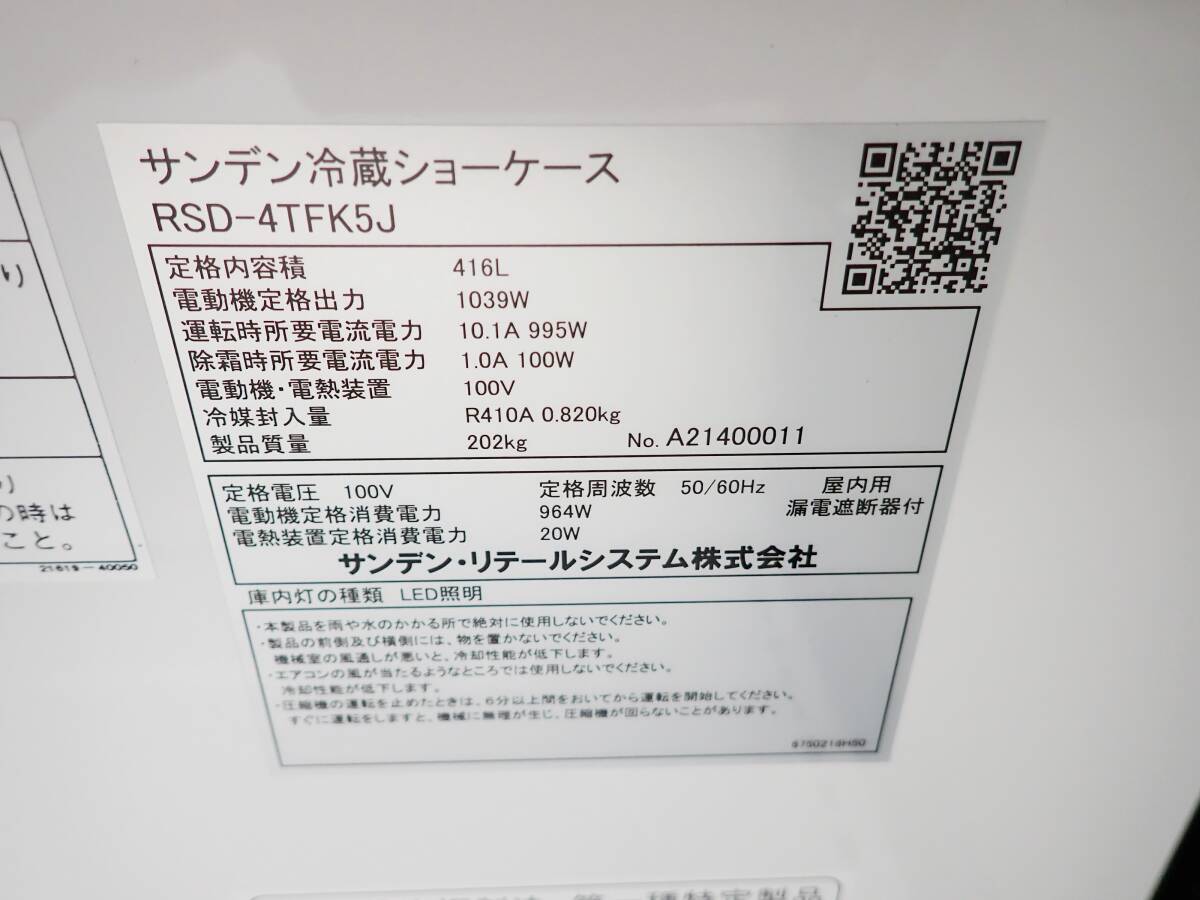 サンデン冷蔵ショーケース
RSD-4TFK5J
定格内容積 416L
電動機定格出力 1039W
運転時所要電流電力 10.1A 995W
除霜時所要電流電力 1.0A 100W
電動機・電熱装置 100V
冷媒封入量 R410A 0.820kg
製品質量 202kg No. A21400011
定格電圧 100V 定格周波数 50/60Hz 屋内用
電動機定格消費電力 964W 漏電遮断器付
電熱装置定格消費電力 20W
サンデン・リテールシステム株式会社
庫内灯の種類 LED照明
・本製品を雨や水のかかる所で絶対に使用しないでください。
・製品の前側及び横側には、物を置かないでください。
機械室の風通しが悪いと、冷却性能が低下します。
・エアコンの風が当たるようなところでは使用しないでください。
冷却性能が低下します。
・圧縮機の運転を止めたときは、6分以上間をおいてから運転を開始してください。
すぐに運転をしますと、機械に無理が生じ、圧縮機が回らないことがあります。
り
の時は
こと。
21619-40050
第一種特定製品